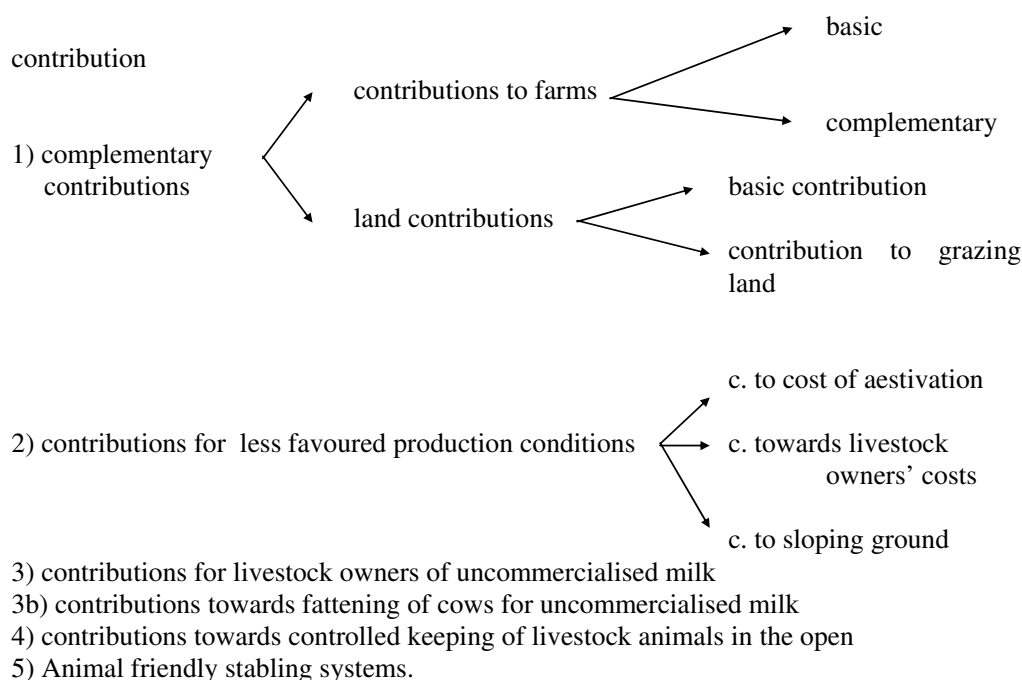 basic
contribution
contributions to farms
complementary
1) complementary
contributions
basic contribution
land contributions
contribution to grazing
land
c. to cost of aestivation
2) contributions for less favoured production conditions
c. towards livestock
owners’ costs
c. to sloping ground
3) contributions for livestock owners of uncommercialised milk
3b) contributions towards fattening of cows for uncommercialised milk
4) contributions towards controlled keeping of livestock animals in the open
5) Animal friendly stabling systems.